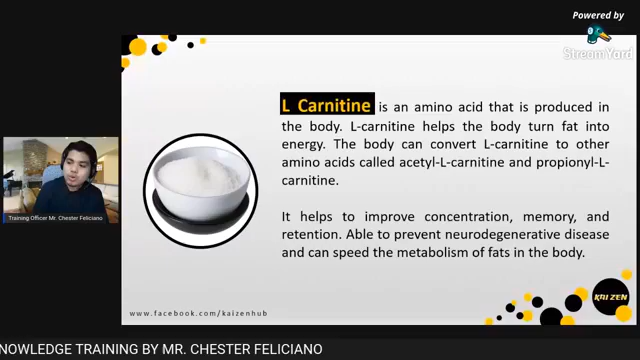 Powered by
StreamYard
L Carnitine is an amino acid that is produced in
the body. L-carnitine helps the body turn fat into
energy. The body can convert L-carnitine to other
amino acids called acetyl-L-carnitine and propionyl-L-
carnitine.
It helps to improve concentration, memory, and
retention. Able to prevent neurodegenerative disease
and can speed the metabolism of fats in the body.
Training Officer Mr. Chester Feliciano
www.facebook.com/kaizenhub
KAIZEN
NOWLEDGE TRAINING BY MR. CHESTER FELICIANO